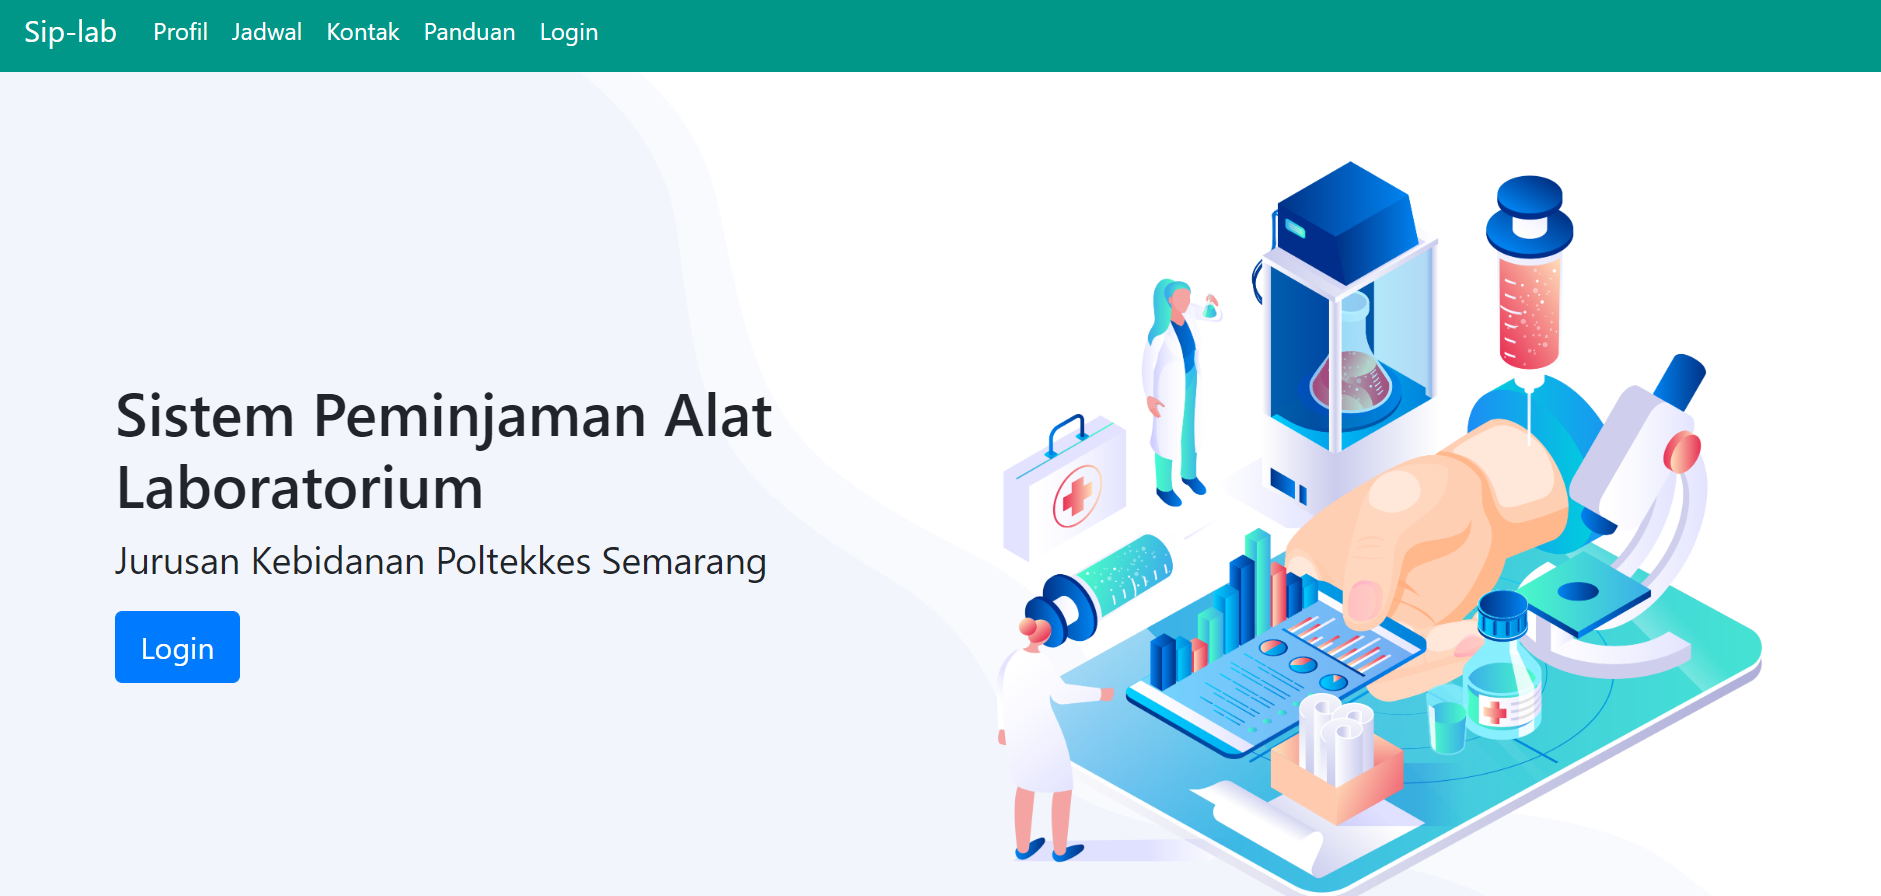 Sip-lab Profil Jadwal Kontak Panduan Login
Sistem Peminjaman Alat
Laboratorium
Jurusan Kebidanan Poltekkes Semarang
Login